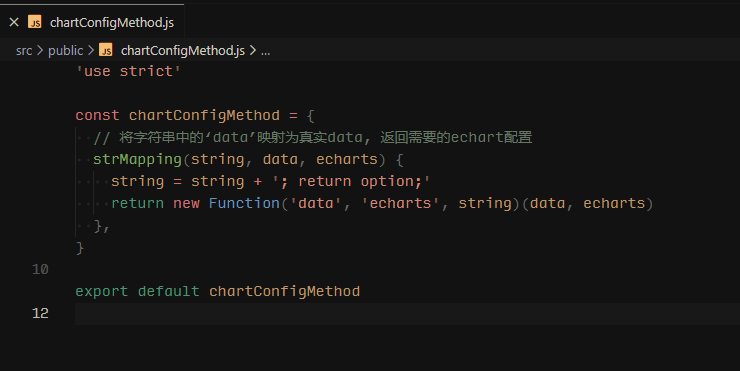 chartConfigMethod.js
src > public > JS chartConfigMethod.js > ...
'use strict'
const chartConfigMethod = {
// 将字符串中的‘data’映射为真实data, 返回需要的echart配置
strMapping(string, data, echarts) {
string = string + '; return option;'
return new Function('data', 'echarts', string)(data, echarts)
},
}
10
export default chartConfigMethod
12